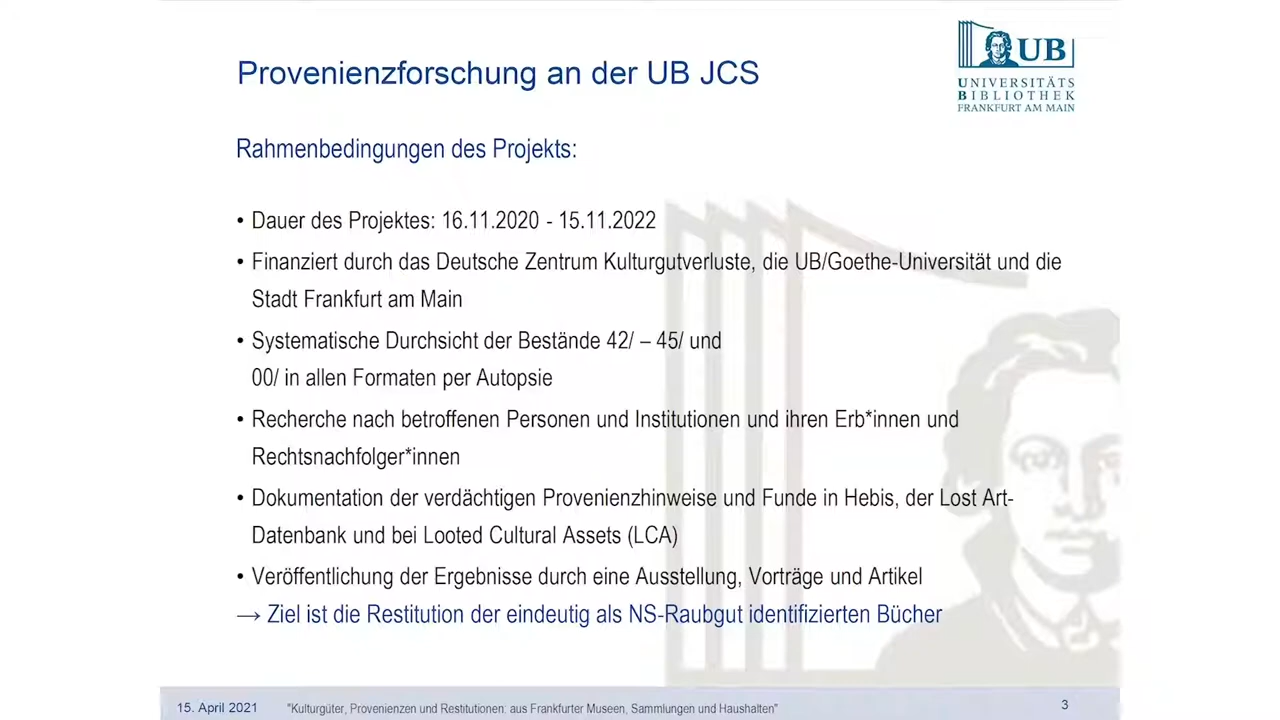 Provenienzforschung an der UB JCS
UB
UNIVERSITÄTS
BIBLIOTHEK
FRANKFURT AM MAIN
Rahmenbedingungen des Projekts:
• Dauer des Projektes: 16.11.2020 - 15.11.2022
• Finanziert durch das Deutsche Zentrum Kulturgutverluste, die UB/Goethe-Universität und die
Stadt Frankfurt am Main
• Systematische Durchsicht der Bestände 42/ – 45/ und
00/ in allen Formaten per Autopsie
• Recherche nach betroffenen Personen und Institutionen und ihren Erb*innen und
Rechtsnachfolger*innen
• Dokumentation der verdächtigen Provenienzhinweise und Funde in Hebis, der Lost Art-
Datenbank und bei Looted Cultural Assets (LCA)
• Veröffentlichung der Ergebnisse durch eine Ausstellung, Vorträge und Artikel
→ Ziel ist die Restitution der eindeutig als NS-Raubgut identifizierten Bücher
15. April 2021
"Kulturgüter, Provenienzen und Restitutionen: aus Frankfurter Museen, Sammlungen und Haushalten"
3